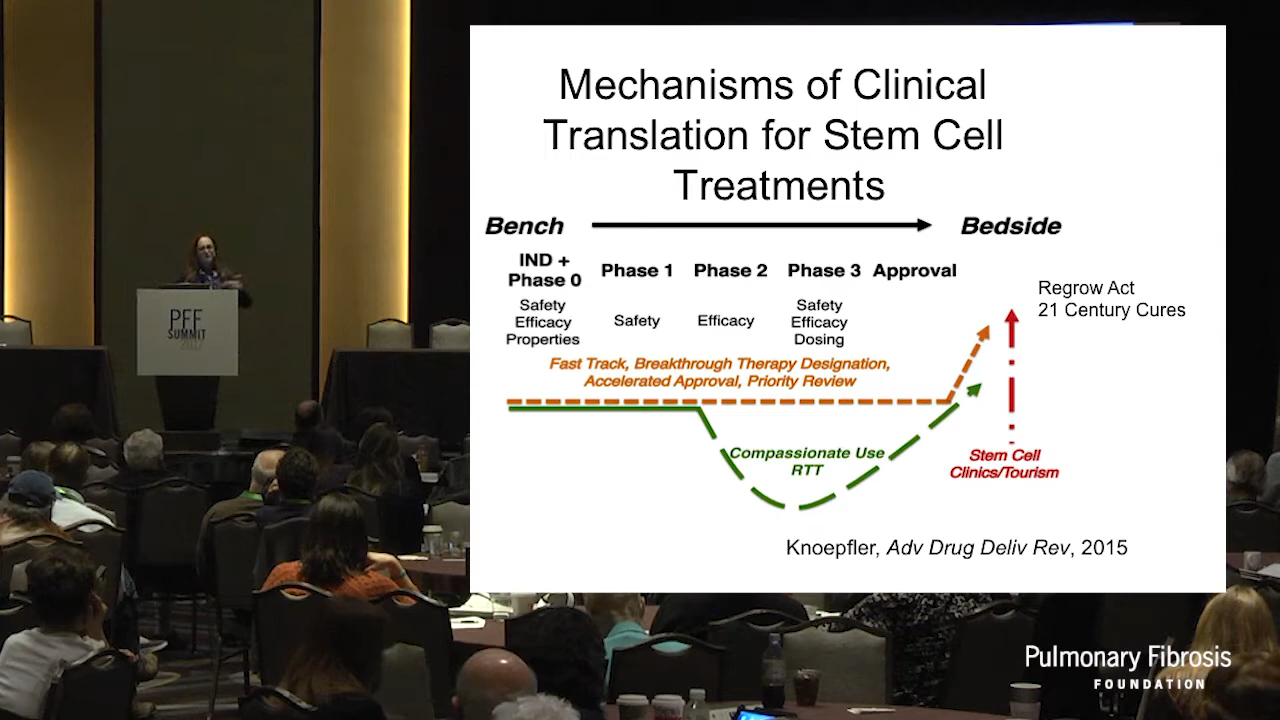 Mechanisms of Clinical
Translation for Stem Cell
Treatments
Bench
Bedside
IND +
Phase 0
Phase 1
Phase 2
Phase 3
Approval
Safety
Efficacy
Properties
Safety
Efficacy
Safety
Efficacy
Dosing
Regrow Act
21 Century Cures
Fast Track, Breakthrough Therapy Designation,
Accelerated Approval, Priority Review
Compassionate Use
RTT
Stem Cell
Clinics/Tourism
Knoepfler, Adv Drug Deliv Rev, 2015
PFF
SUMMIT
2017
Pulmonary Fibrosis
FOUNDATION